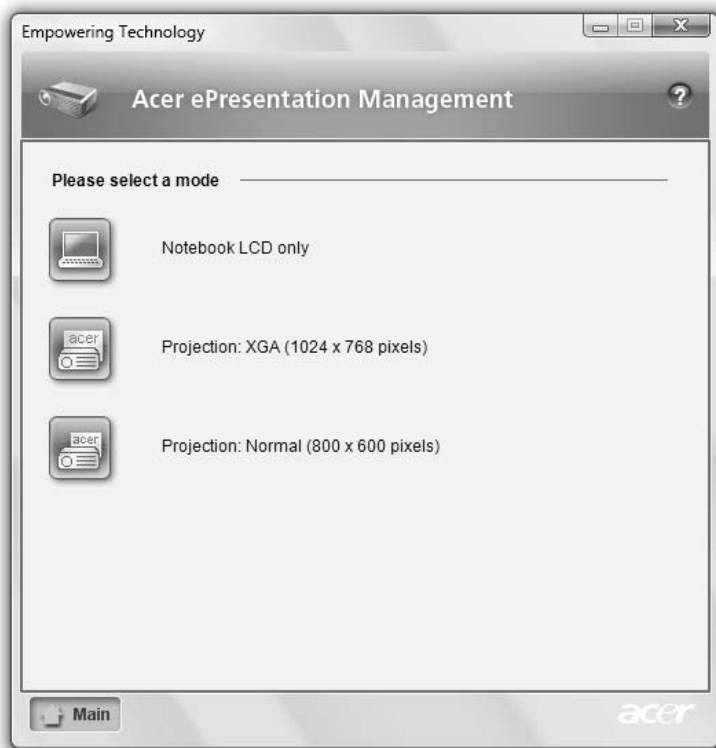 Empowering Technology
Acer ePresentation Management
?
Please select a mode
Notebook LCD only
acer
Projection: XGA (1024 x 768 pixels)
acer
Projection: Normal (800 x 600 pixels)
Main
acer